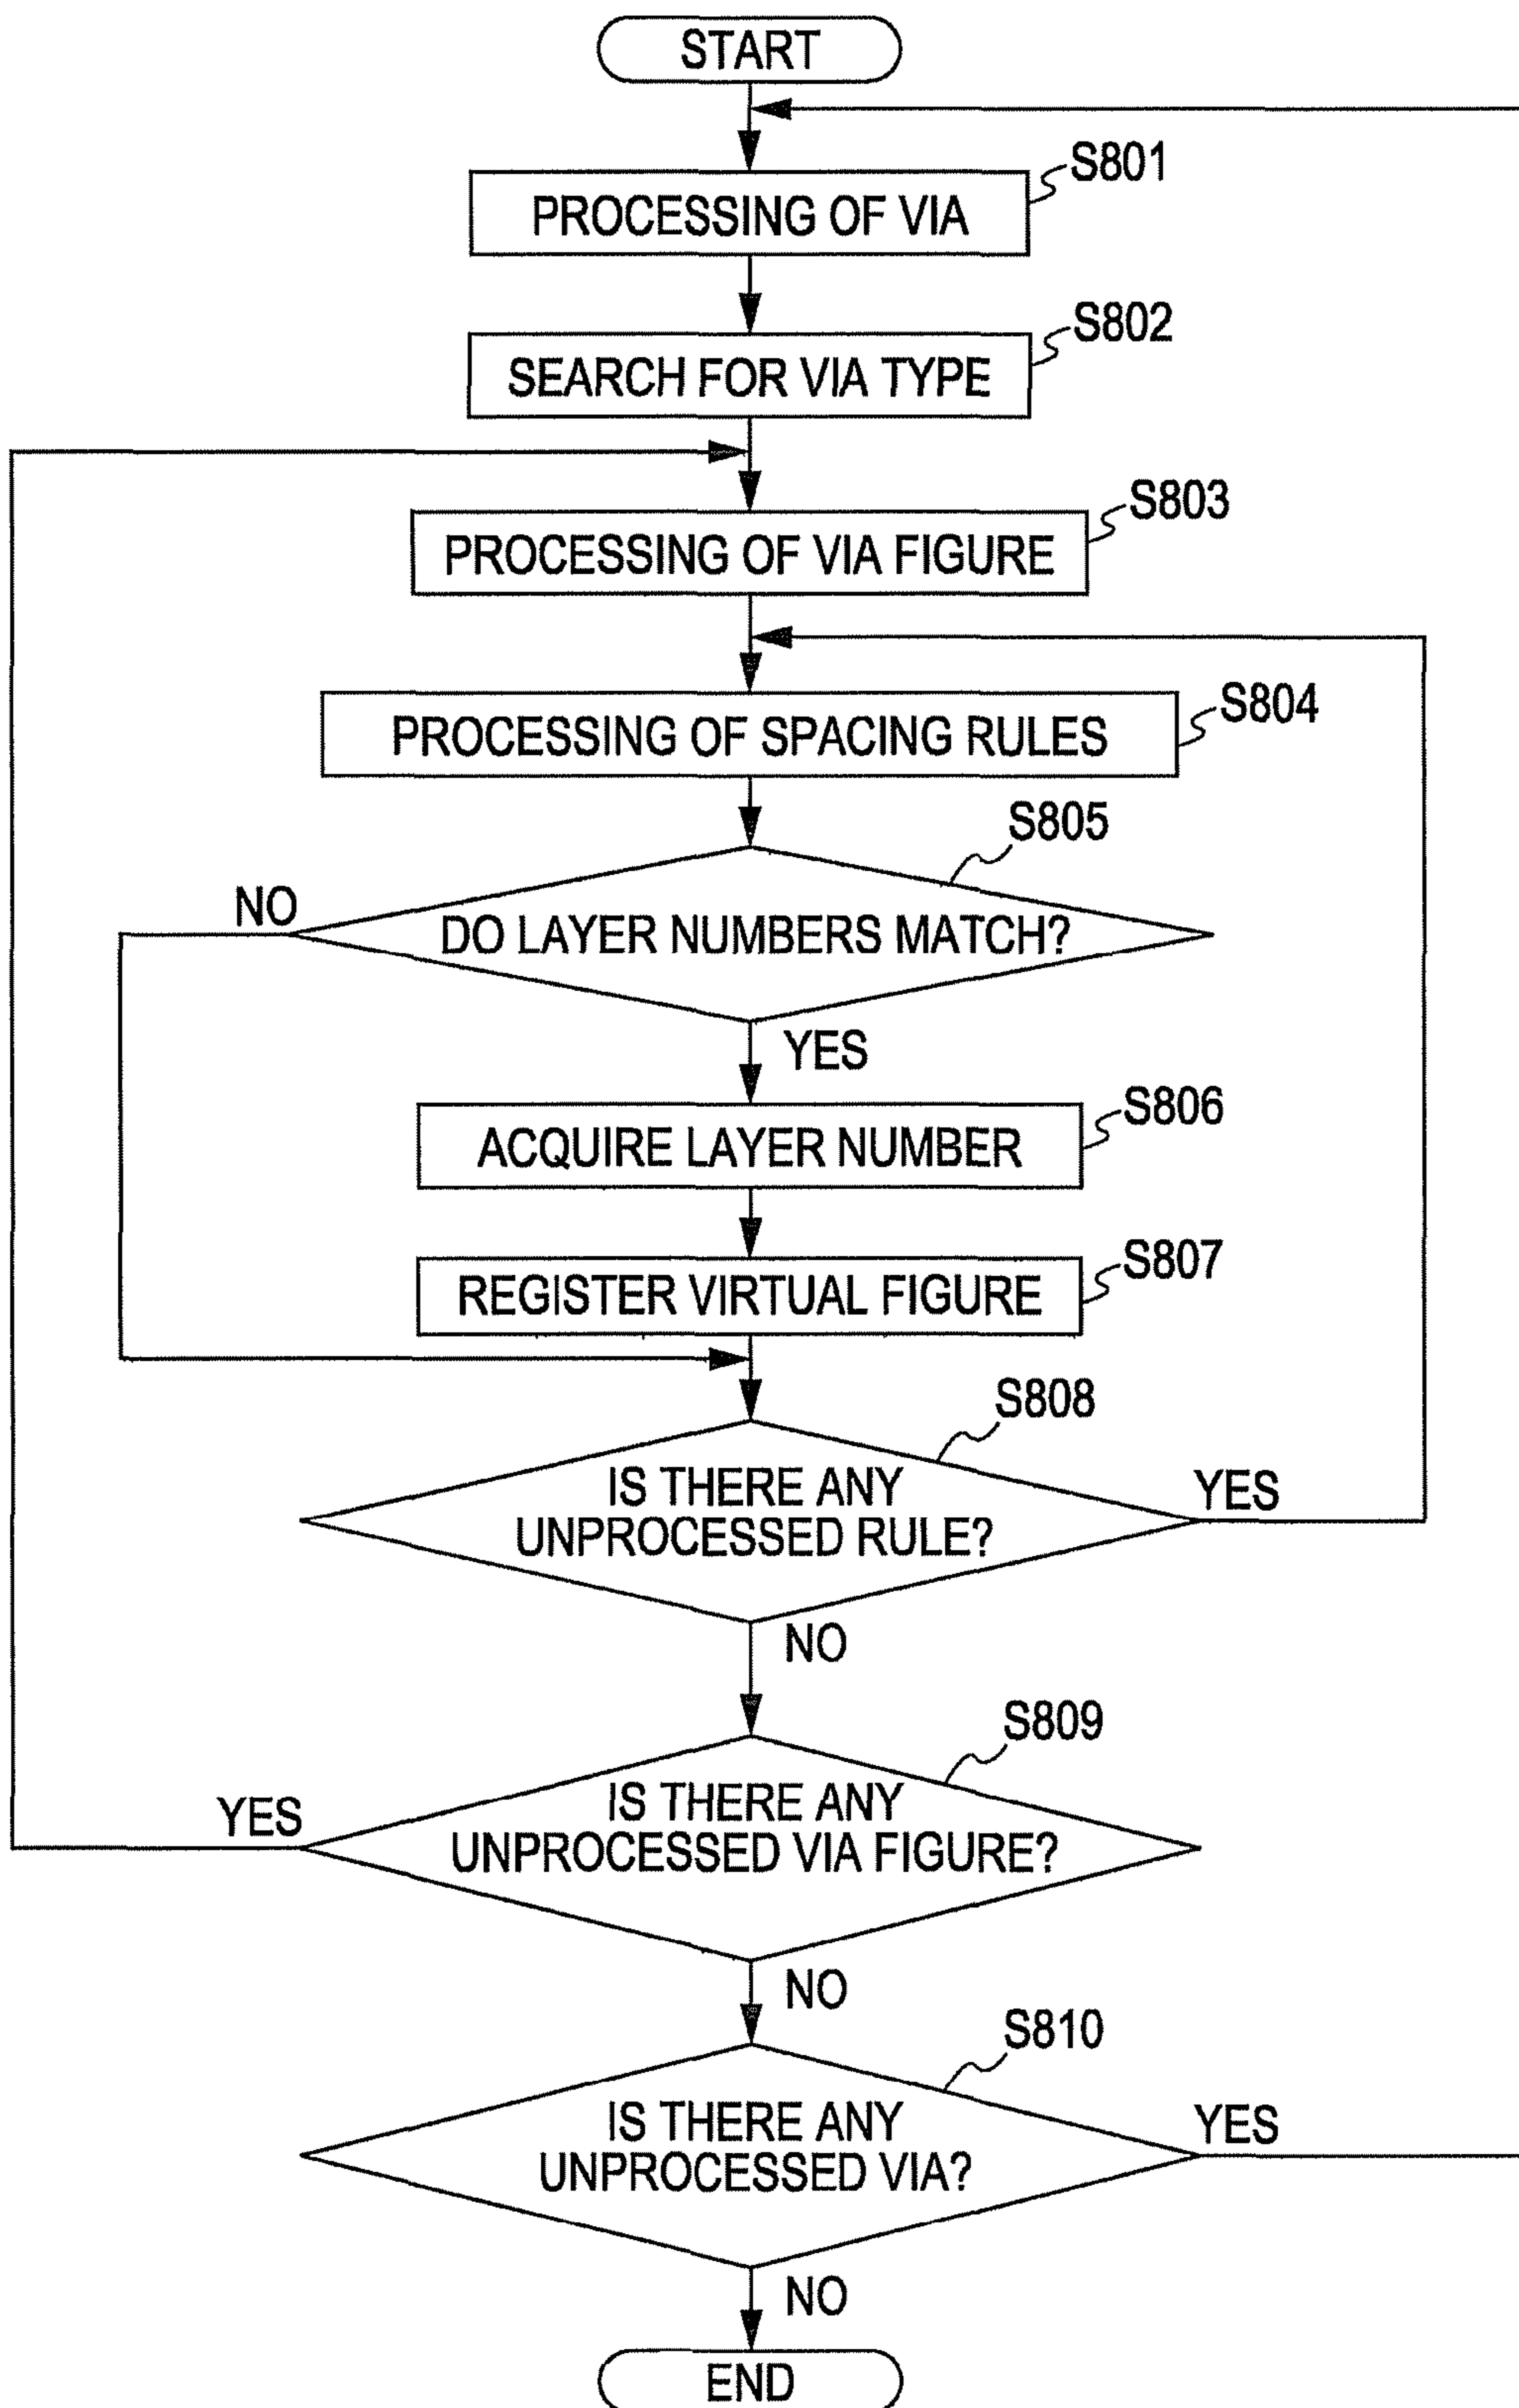 START
S801
PROCESSING OF VIA
S802
SEARCH FOR VIA TYPE
S803
PROCESSING OF VIA FIGURE
S804
PROCESSING OF SPACING RULES
S805
NO
DO LAYER NUMBERS MATCH?
YES
S806
ACQUIRE LAYER NUMBER
S807
REGISTER VIRTUAL FIGURE
S808
IS THERE ANY
UNPROCESSED RULE?
YES
NO
S809
YES
IS THERE ANY
UNPROCESSED VIA FIGURE?
NO
S810
IS THERE ANY
UNPROCESSED VIA?
YES
NO
END